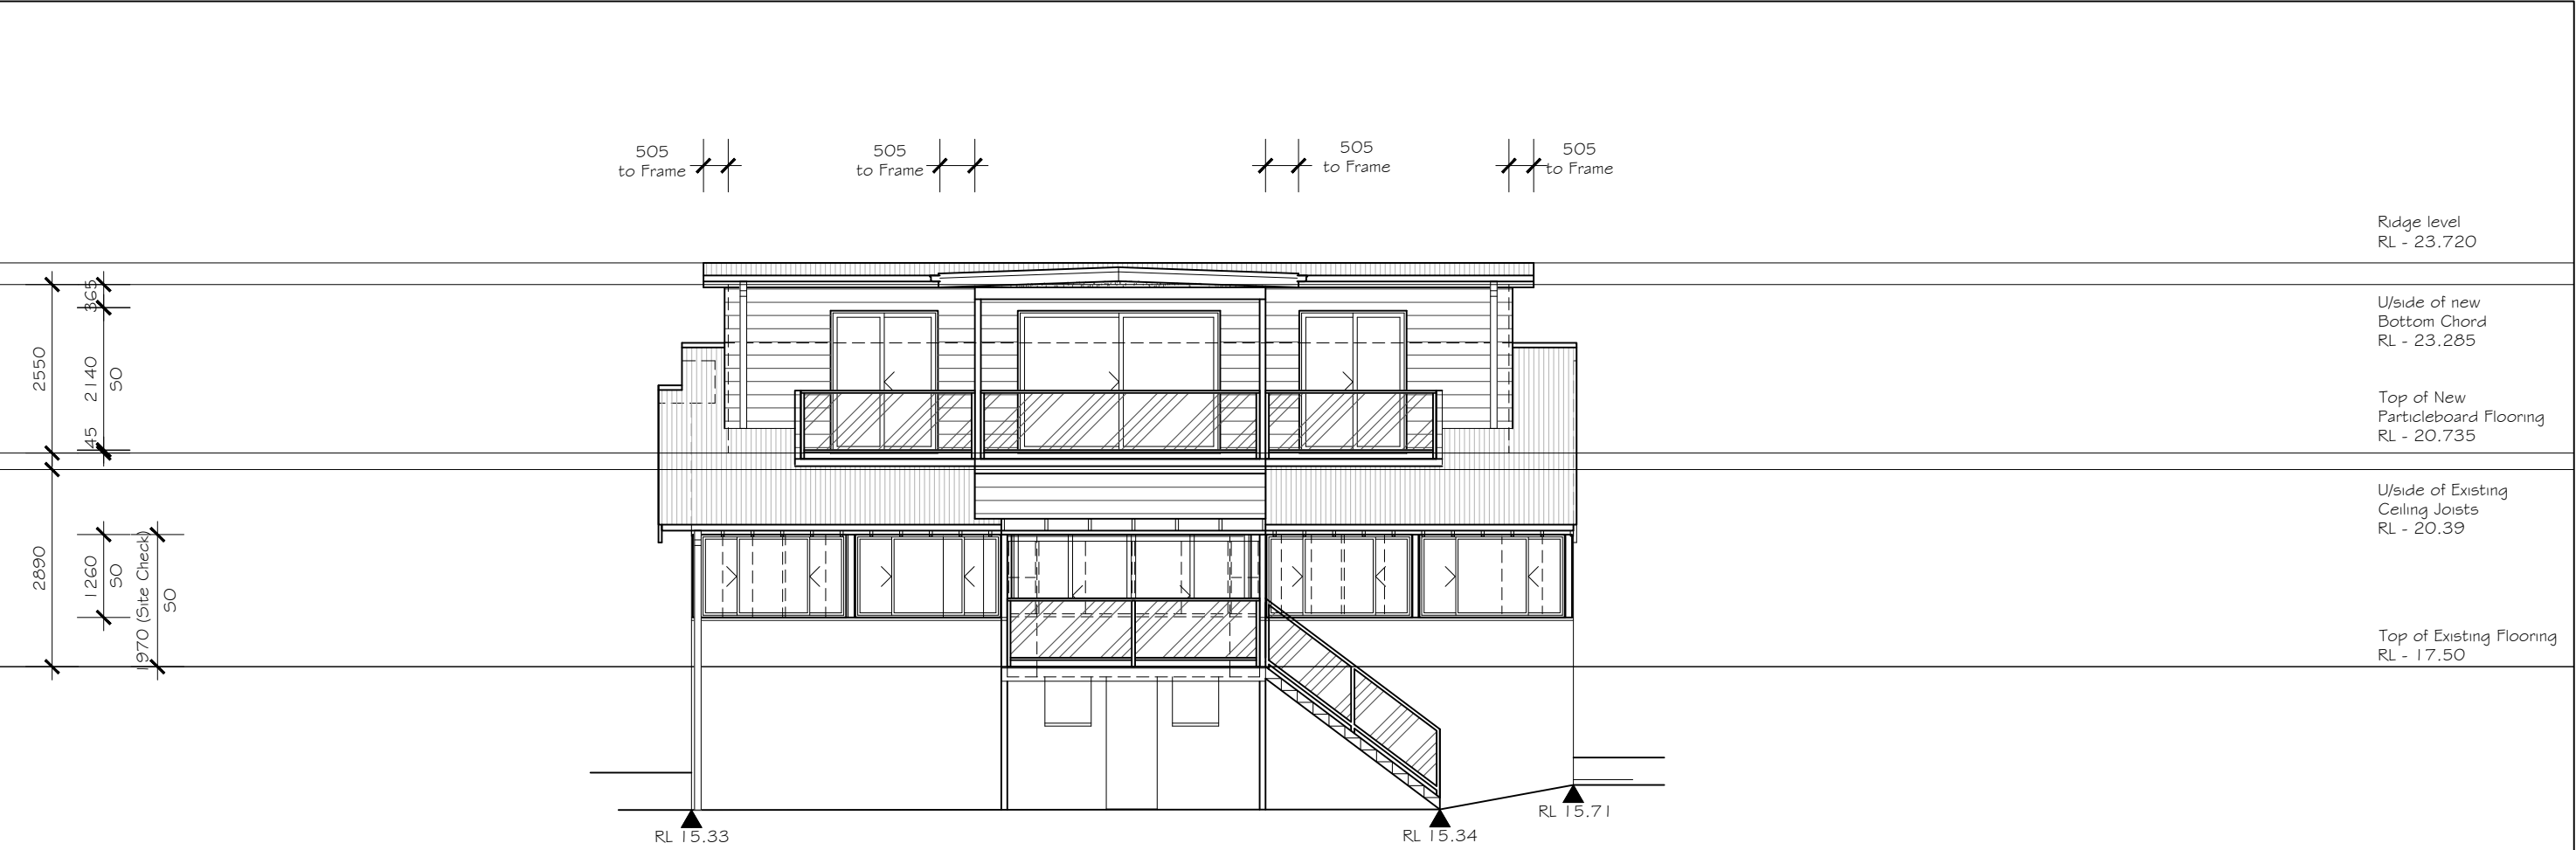 505
to Frame
505
to Frame
505
to Frame
505
to Frame
Ridge level
RL - 23.720
U/side of new
Bottom Chord
RL - 23.285
Top of New
Particleboard Flooring
RL - 20.735
U/side of Existing
Ceiling Joists
RL - 20.39
Top of Existing Flooring
RL - 17.50
2550
365
2140
SO
45
2890
1260
SO
1970 (Site Check)
SO
RL 15.33
RL 15.34
RL 15.71